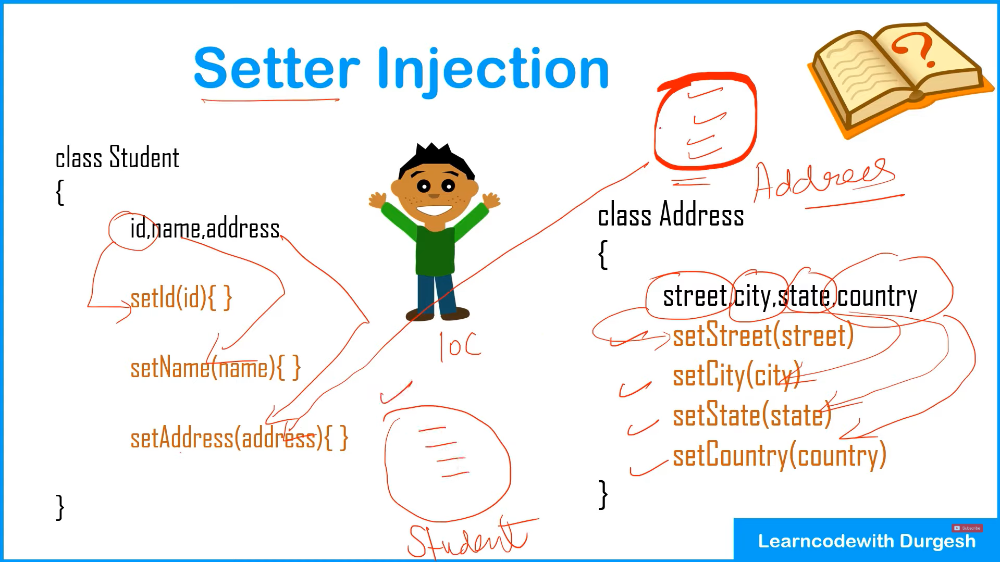 Setter Injection
class Student
{
id,name,address
setId(id){ }
setName(name){ }
setAddress(address){ }
}
IOC
Student
Address
class Address
{
street,city,state,country
setStreet(street)
setCity(city)
setState(state)
setCountry(country)
}
Subscribe
Learncodewith Durgesh